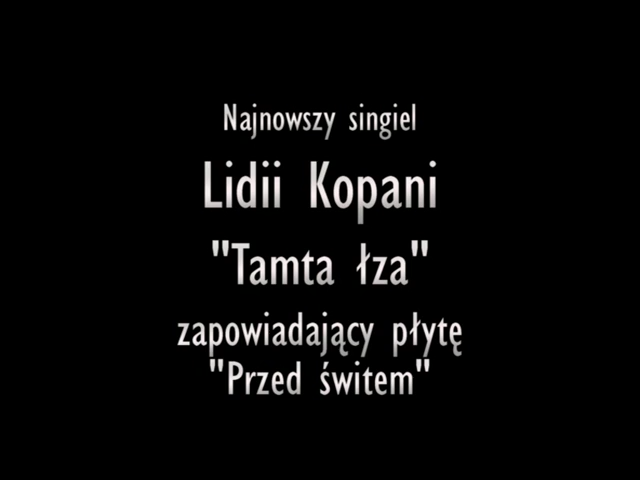 Najnowszy singiel
Lidii Kopani
"Tamta łza"
zapowiadający płytę
"Przed świtem"